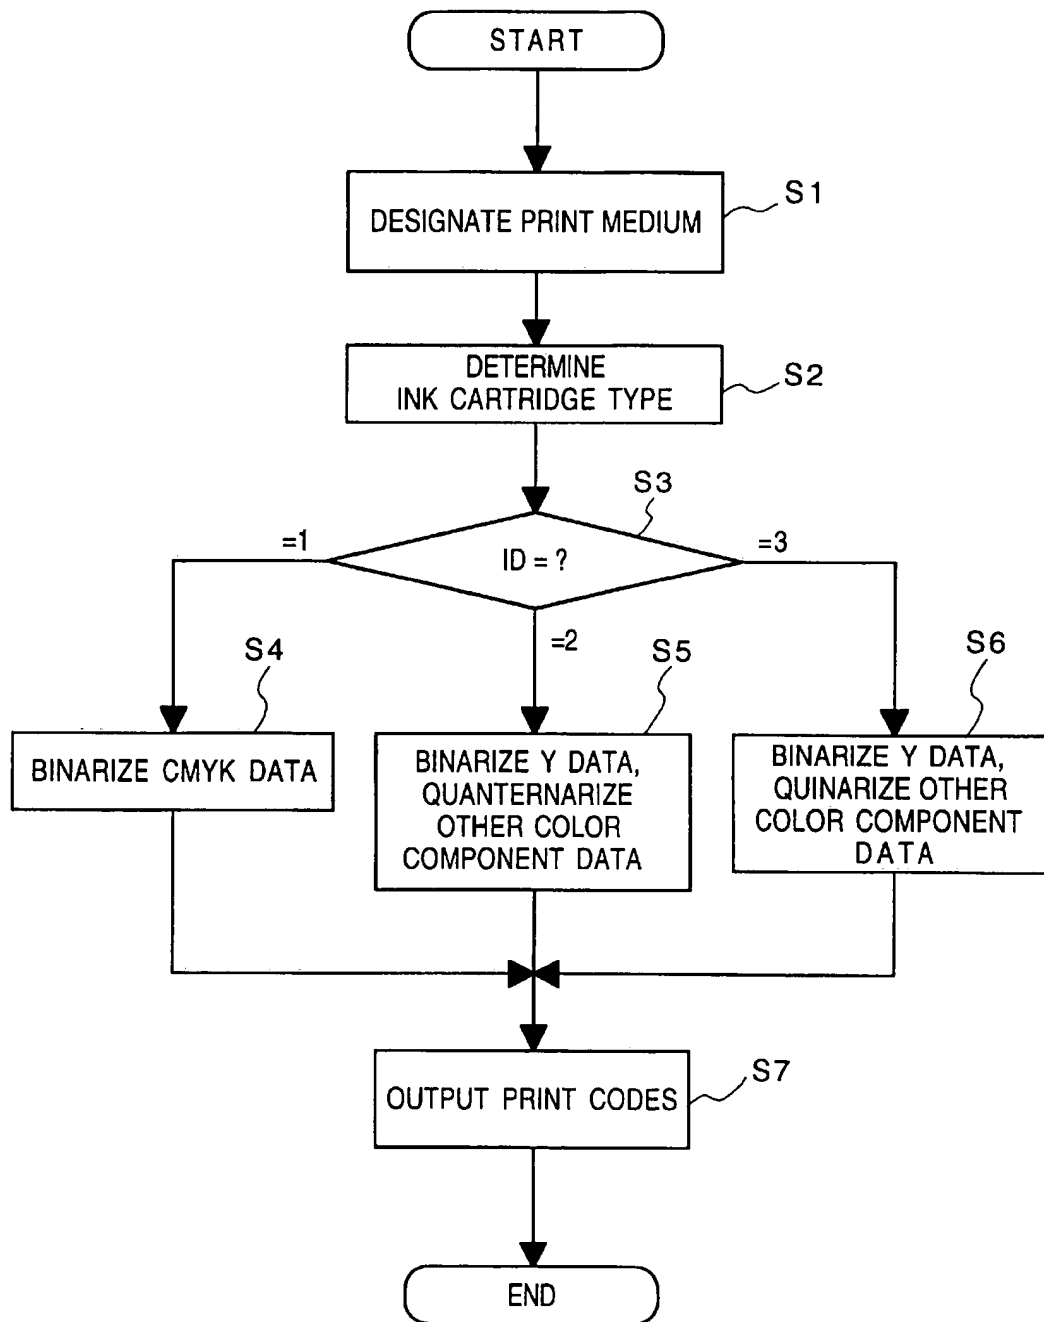 START
DESIGNATE PRINT MEDIUM
S1
DETERMINE
INK CARTRIDGE TYPE
S2
S3
ID = ?
=1
=2
=3
S4
BINARIZE CMYK DATA
S5
BINARIZE Y DATA,
QUANTERNARIZE
OTHER COLOR
COMPONENT DATA
S6
BINARIZE Y DATA,
QUINARIZE OTHER
COLOR COMPONENT
DATA
OUTPUT PRINT CODES
S7
END